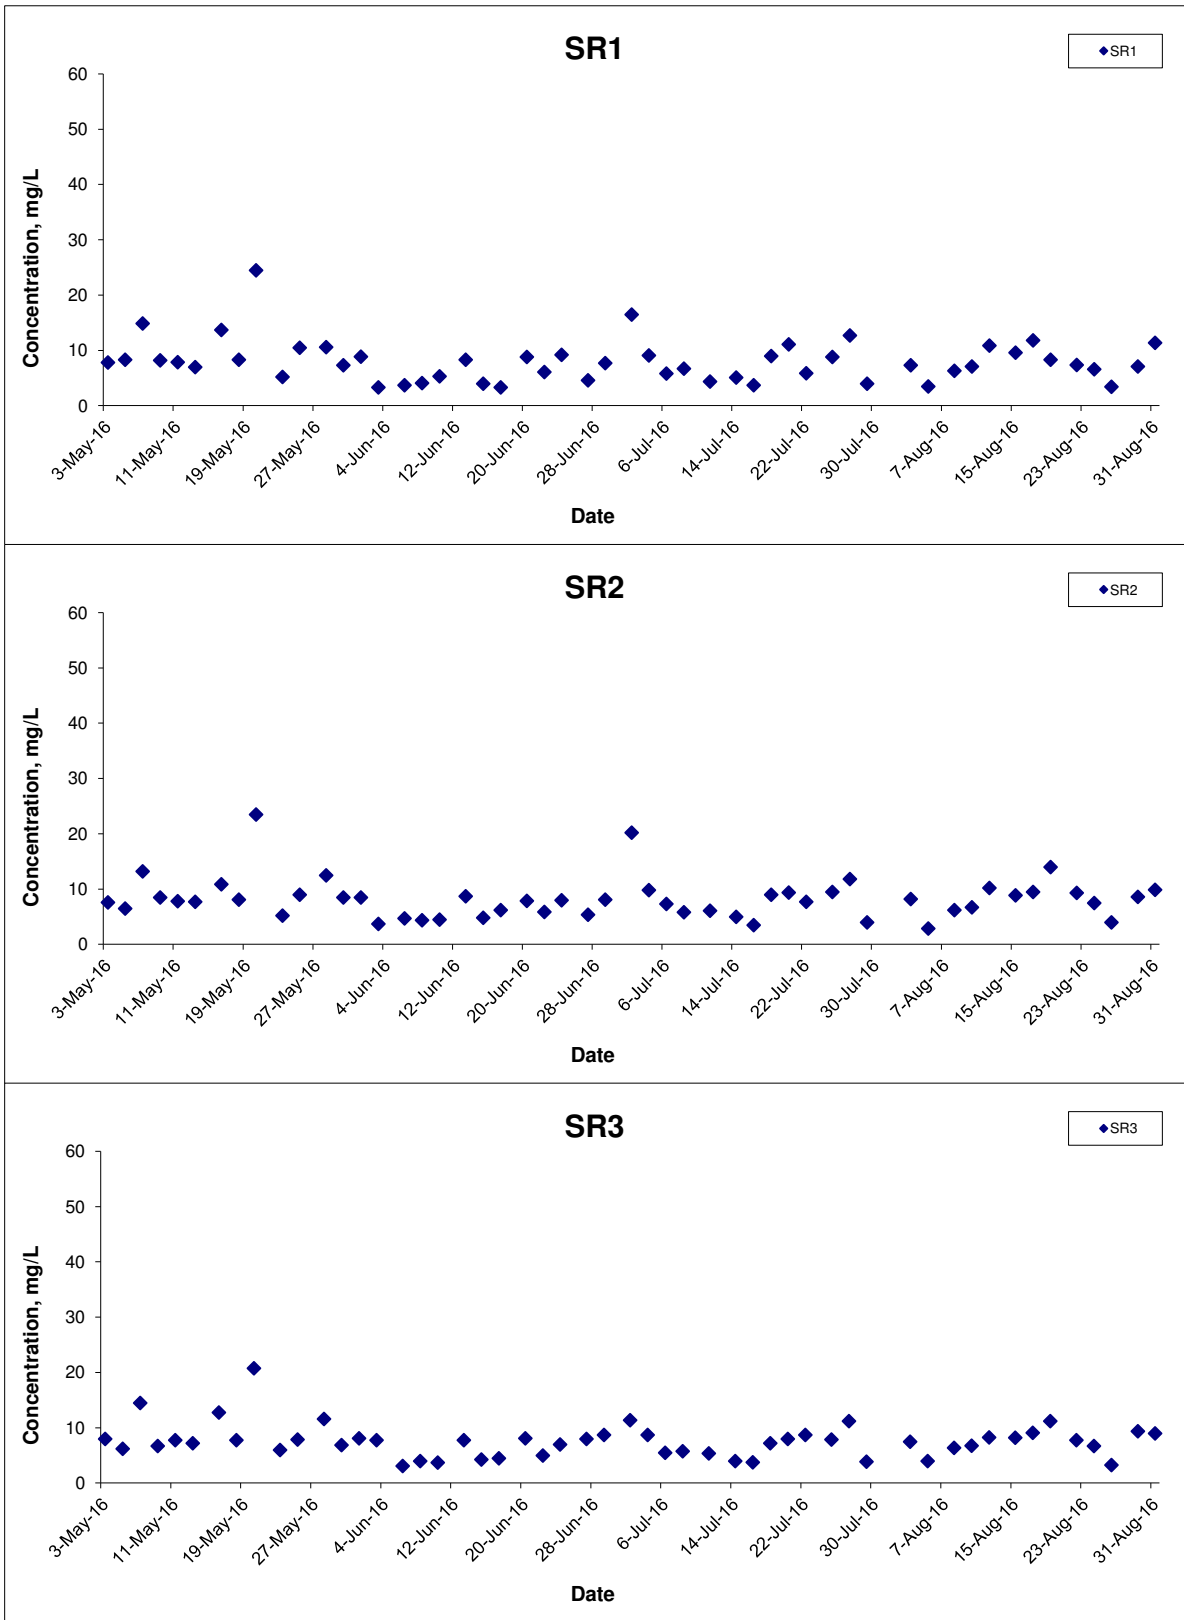 SR1
SR1
60
50
40
30
20
10
0
Concentration, mg/L
3-May-16
11-May-16
19-May-16
27-May-16
4-Jun-16
12-Jun-16
20-Jun-16
28-Jun-16
6-Jul-16
14-Jul-16
22-Jul-16
30-Jul-16
7-Aug-16
15-Aug-16
23-Aug-16
31-Aug-16
Date
SR2
SR2
60
50
40
30
20
10
0
Concentration, mg/L
3-May-16
11-May-16
19-May-16
27-May-16
4-Jun-16
12-Jun-16
20-Jun-16
28-Jun-16
6-Jul-16
14-Jul-16
22-Jul-16
30-Jul-16
7-Aug-16
15-Aug-16
23-Aug-16
31-Aug-16
Date
SR3
SR3
60
50
40
30
20
10
0
Concentration, mg/L
3-May-16
11-May-16
19-May-16
27-May-16
4-Jun-16
12-Jun-16
20-Jun-16
28-Jun-16
6-Jul-16
14-Jul-16
22-Jul-16
30-Jul-16
7-Aug-16
15-Aug-16
23-Aug-16
31-Aug-16
Date